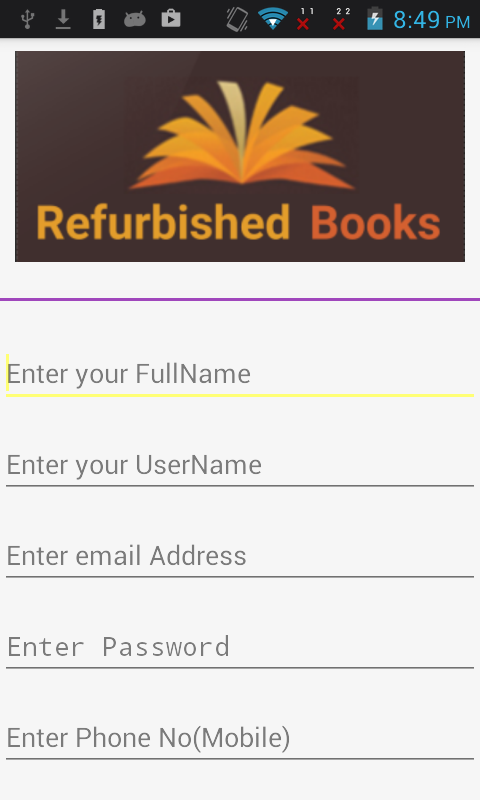 1 1 2 2 8:49 PM
Refurbished Books
Enter your FullName
Enter your UserName
Enter email Address
Enter Password
Enter Phone No(Mobile)